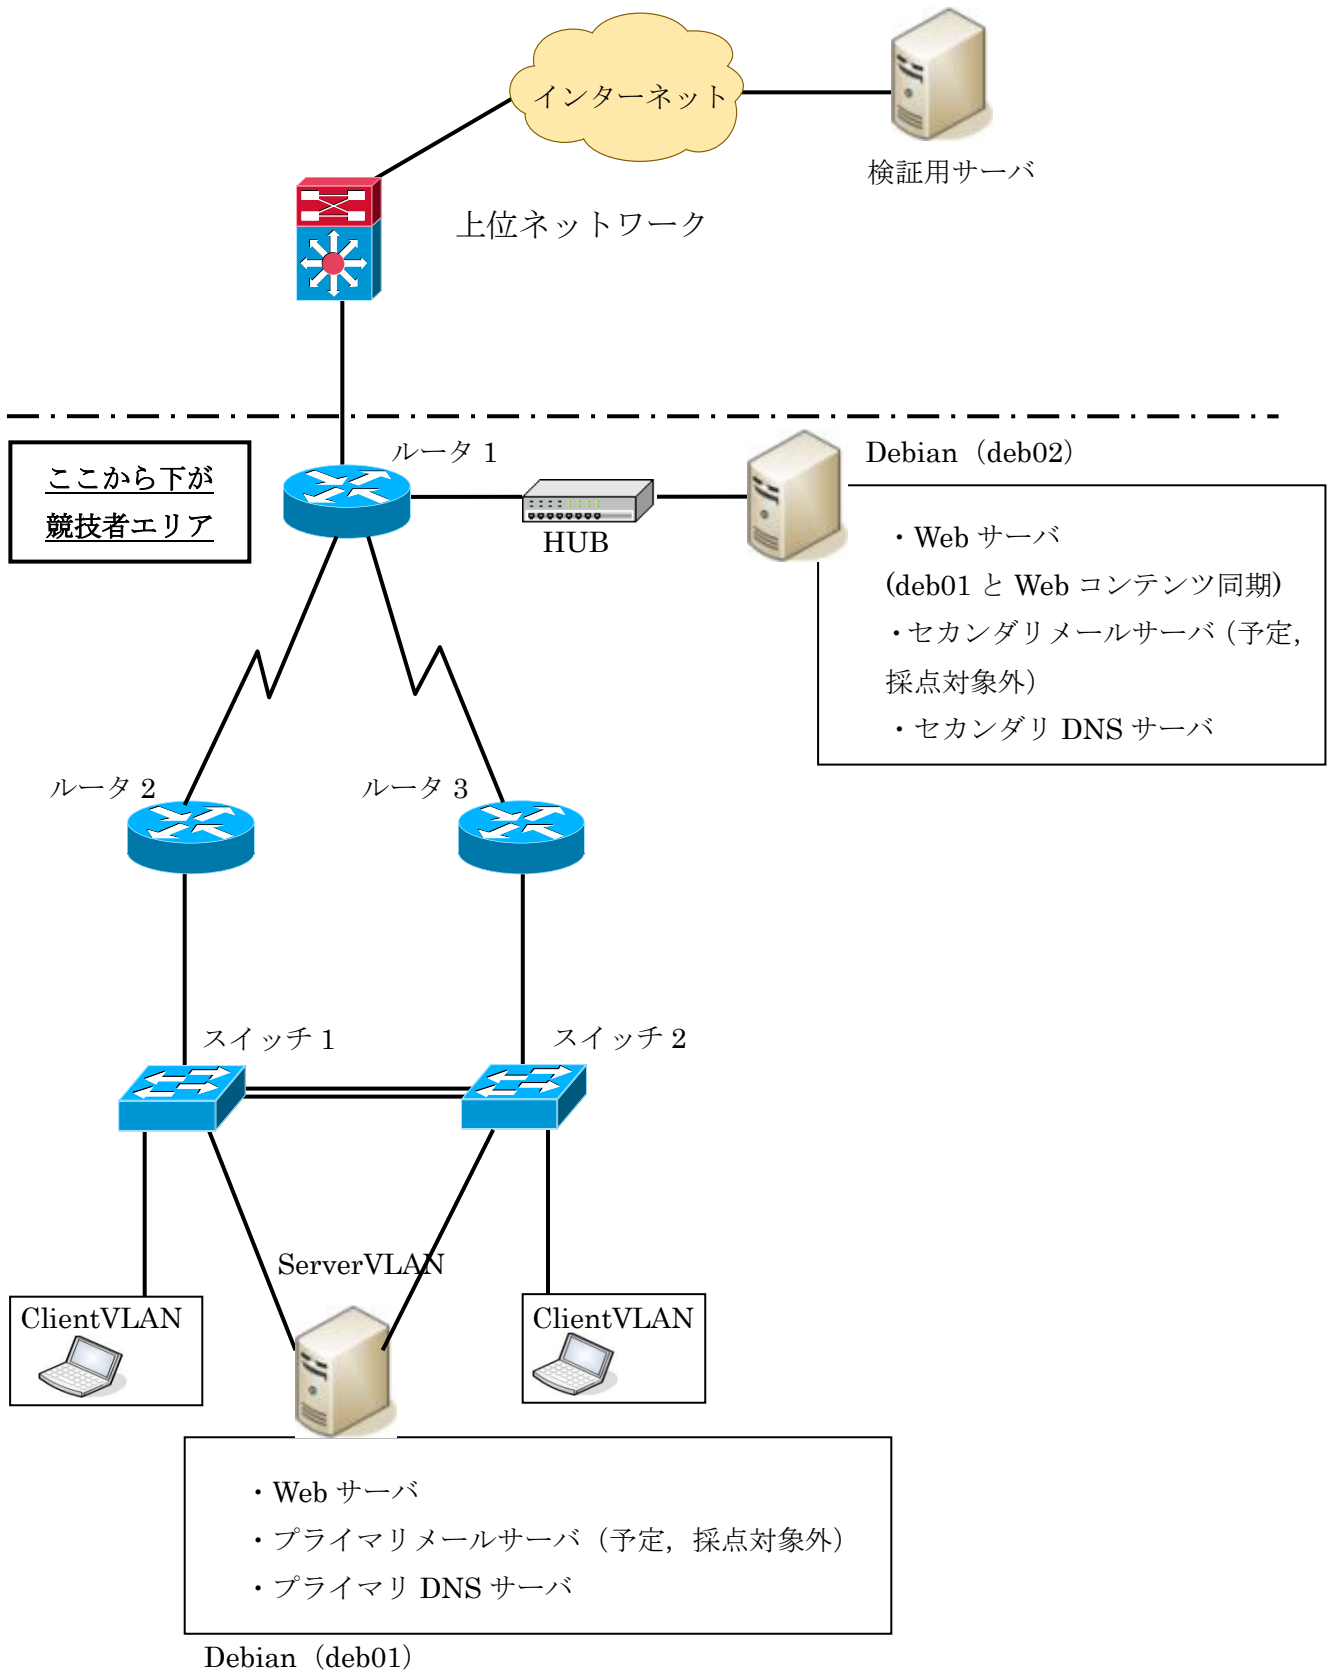 インターネット
検証用サーバ
上位ネットワーク
ここから下が
競技者エリア
ルータ 1
HUB
Debian（deb02）
・Web サーバ
(deb01 と Web コンテンツ同期)
・セカンダリメールサーバ（予定，
採点対象外）
・セカンダリ DNS サーバ
ルータ 2
ルータ 3
スイッチ 1
スイッチ 2
ServerVLAN
ClientVLAN
ClientVLAN
・Web サーバ
・プライマリメールサーバ（予定，採点対象外）
・プライマリ DNS サーバ
Debian（deb01）